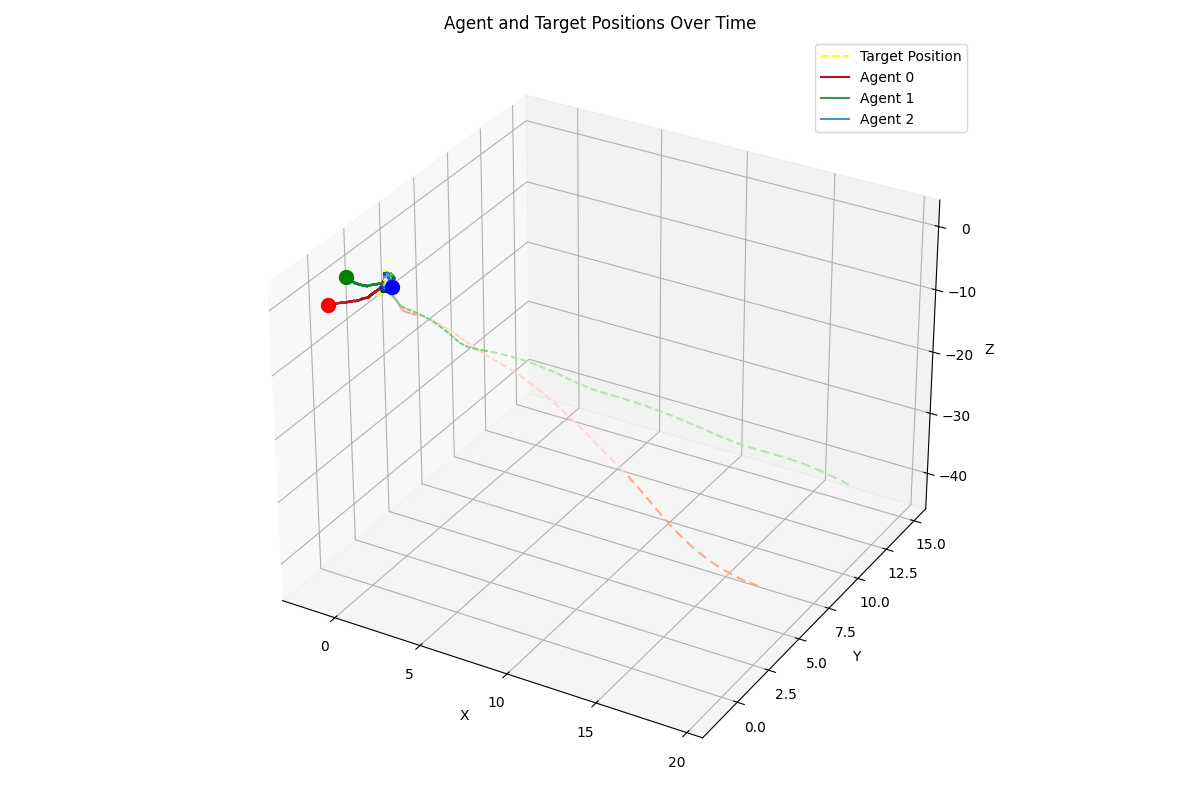 Agent and Target Positions Over Time
Target Position
Agent 0
Agent 1
Agent 2
0
−10
−20
Z
−30
−40
15.0
12.5
10.0
7.5
Y
5.0
2.5
0.0
0
5
10
X
15
20